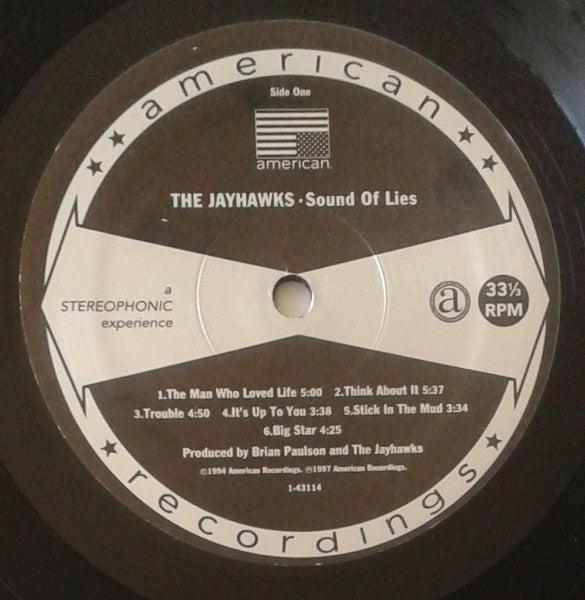 american
Side One
american
THE JAYHAWKS • Sound Of Lies
a
STEREOPHONIC
experience
a
33⅓
RPM
1.The Man Who Loved Life 5:00 2.Think About It 5:37
3.Trouble 4:50 4.It's Up To You 3:38 5.Stick In The Mud 3:34
6.Big Star 4:25
Produced by Brian Paulson and The Jayhawks
©1994 American Recordings. ℗1997 American Recordings.
1-43114
recordings